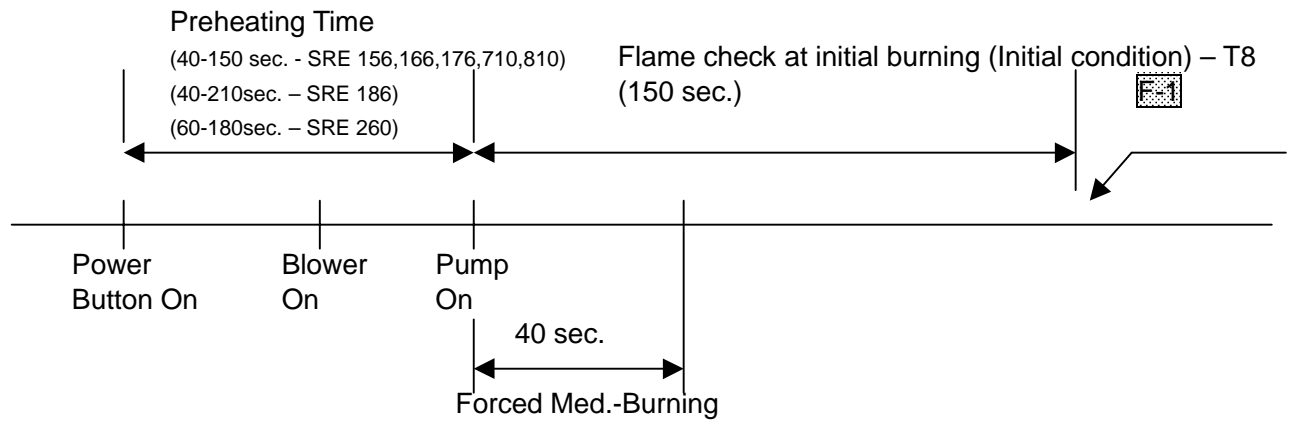 Preheating Time
(40-150 sec. - SRE 156,166,176,710,810)
(40-210sec. – SRE 186)
(60-180sec. – SRE 260)
Flame check at initial burning (Initial condition) – T8
(150 sec.)
F-1
Power
Button On
Blower
On
Pump
On
40 sec.
Forced Med.-Burning